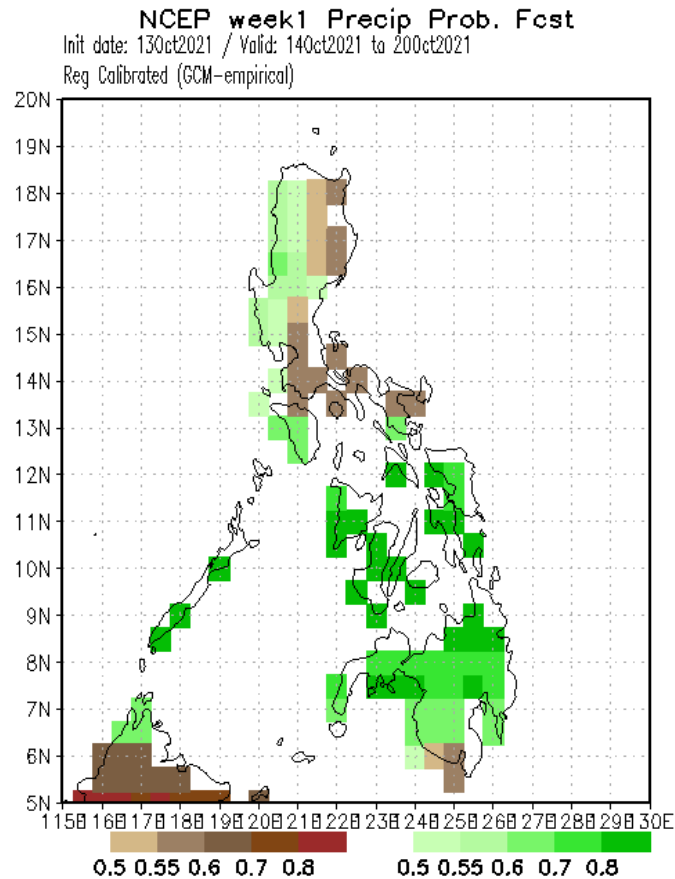 NCEP week1 Precip Prob. Fcst
Init date: 13Oct2021 / Valid: 14Oct2021 to 20Oct2021
Reg Calibrated (GCM-empirical)
20N
19N
18N
17N
16N
15N
14N
13N
12N
11N
10N
9N
8N
7N
6N
5N
115E 116E 117E 118E 119E 120E 121E 122E 123E 124E 125E 126E 127E 128E 129E 130E
0.5 0.55 0.6 0.7 0.8 0.5 0.55 0.6 0.7 0.8